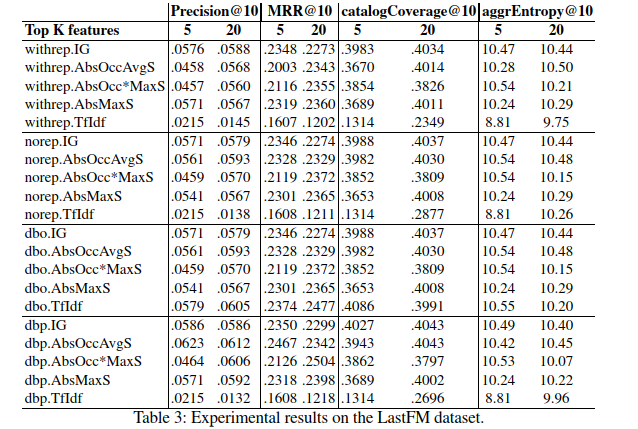 Precision@10 MRR@10 catalogCoverage@10 aggrEntropy@10
Top K features 5 20 5 20 5 20 5 20
withrep.IG .0576 .0588 .2348 .2273 .3983 .4034 10.47 10.44
withrep.AbsOccAvgS .0458 .0568 .2003 .2343 .3670 .4014 10.28 10.50
withrep.AbsOcc*MaxS .0457 .0560 .2116 .2355 .3854 .3826 10.54 10.21
withrep.AbsMaxS .0571 .0567 .2319 .2360 .3689 .4011 10.24 10.29
withrep.TfIdf .0215 .0145 .1607 .1202 .1314 .2349 8.81 9.75
norep.IG .0571 .0579 .2346 .2274 .3988 .4037 10.47 10.44
norep.AbsOccAvgS .0561 .0593 .2328 .2329 .3982 .4030 10.54 10.48
norep.AbsOcc*MaxS .0459 .0570 .2119 .2372 .3852 .3809 10.54 10.15
norep.AbsMaxS .0541 .0567 .2301 .2365 .3653 .4008 10.24 10.29
norep.TfIdf .0215 .0138 .1608 .1211 .1314 .2877 8.81 10.26
dbo.IG .0571 .0579 .2346 .2274 .3988 .4037 10.47 10.44
dbo.AbsOccAvgS .0561 .0593 .2328 .2329 .3982 .4030 10.54 10.48
dbo.AbsOcc*MaxS .0459 .0570 .2119 .2372 .3852 .3809 10.54 10.15
dbo.AbsMaxS .0541 .0567 .2301 .2365 .3653 .4008 10.24 10.29
dbo.TfIdf .0579 .0605 .2374 .2477 .4086 .3991 10.55 10.20
dbp.IG .0586 .0586 .2350 .2299 .4027 .4043 10.49 10.40
dbp.AbsOccAvgS .0623 .0612 .2467 .2342 .3943 .4043 10.42 10.45
dbp.AbsOcc*MaxS .0464 .0606 .2126 .2504 .3862 .3797 10.53 10.07
dbp.AbsMaxS .0571 .0592 .2318 .2398 .3689 .4002 10.24 10.22
dbp.TfIdf .0215 .0132 .1608 .1218 .1314 .2696 8.81 9.96
Table 3: Experimental results on the LastFM dataset.